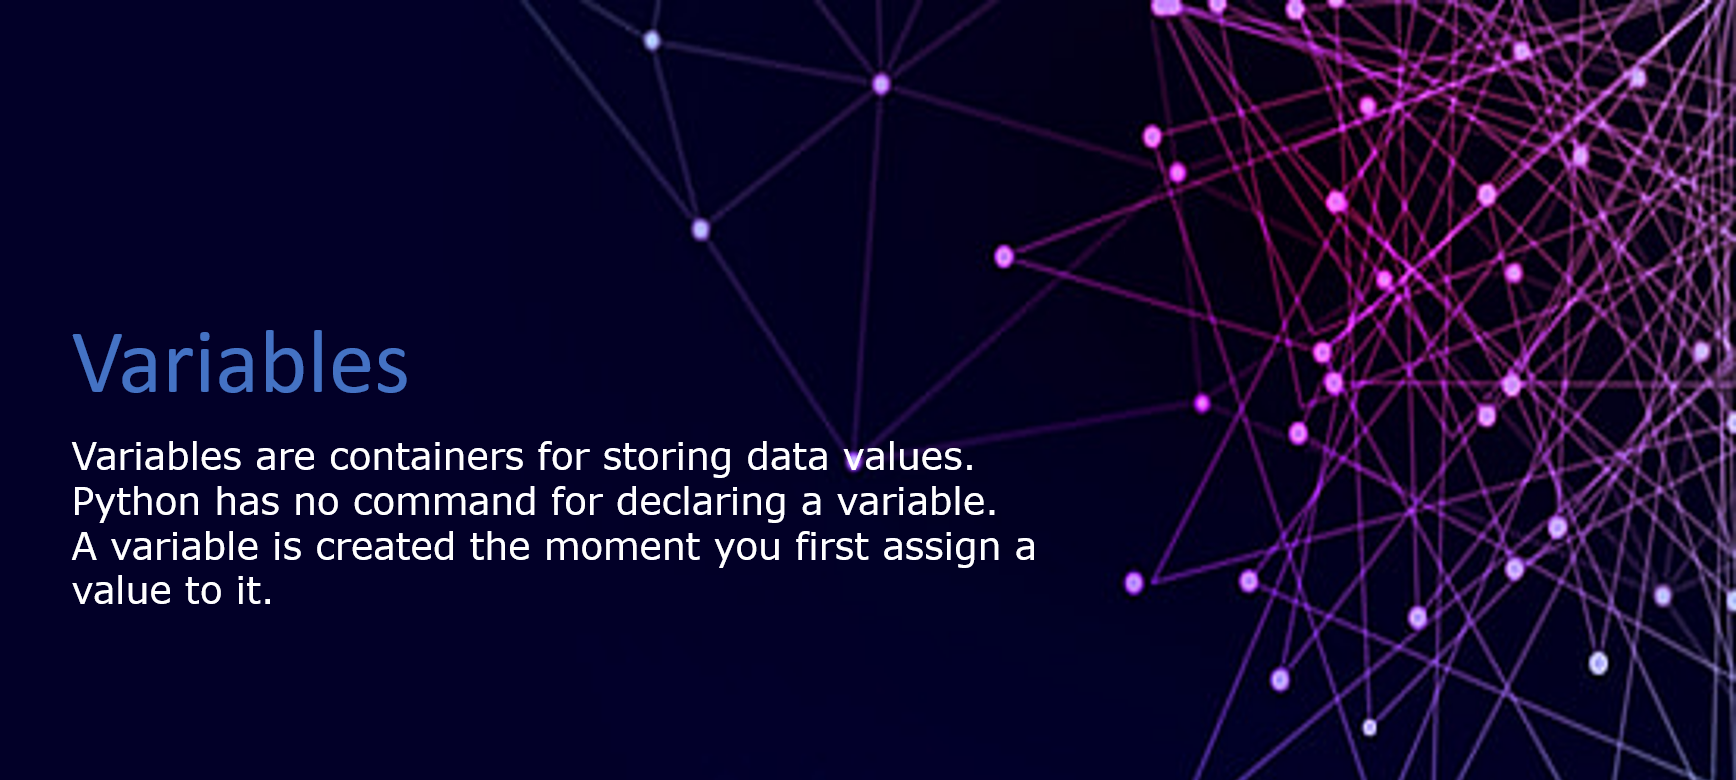 Variables
Variables are containers for storing data values.
Python has no command for declaring a variable.
A variable is created the moment you first assign a
value to it.